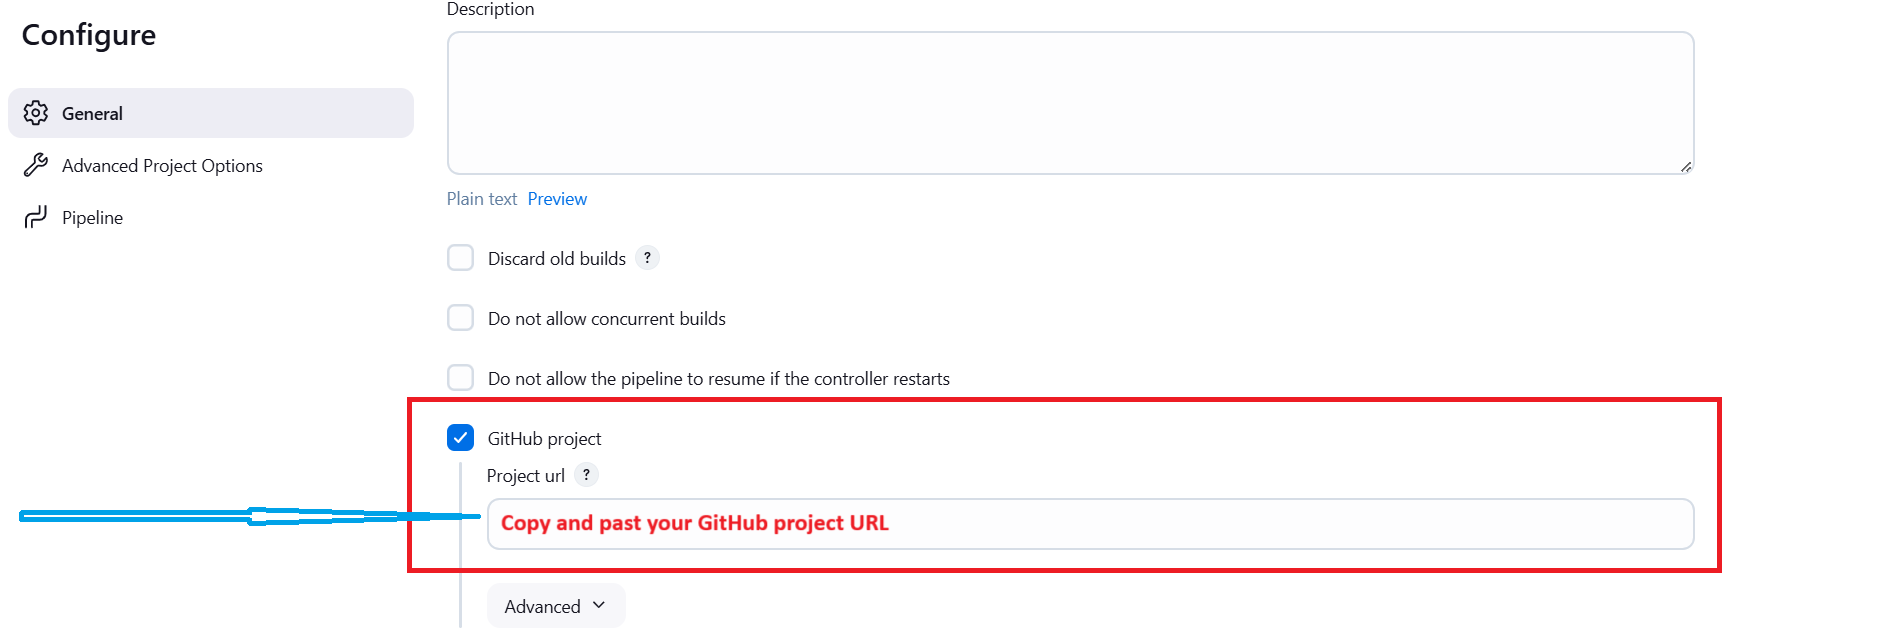 Configure
General
Advanced Project Options
Pipeline
Description
Plain text Preview
Discard old builds ?
Do not allow concurrent builds
Do not allow the pipeline to resume if the controller restarts
GitHub project
Project url ?
Copy and past your GitHub project URL
Advanced